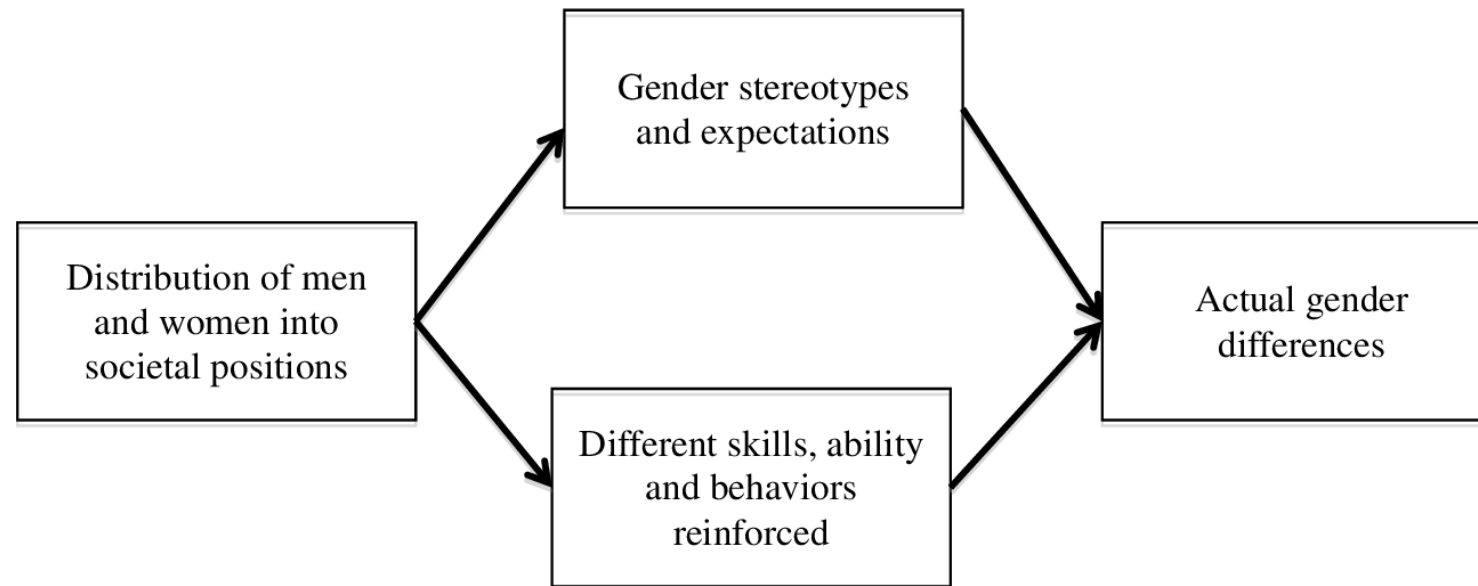 Gender stereotypes
and expectations
Distribution of men
and women into
societal positions
Actual gender
differences
Different skills, ability
and behaviors
reinforced